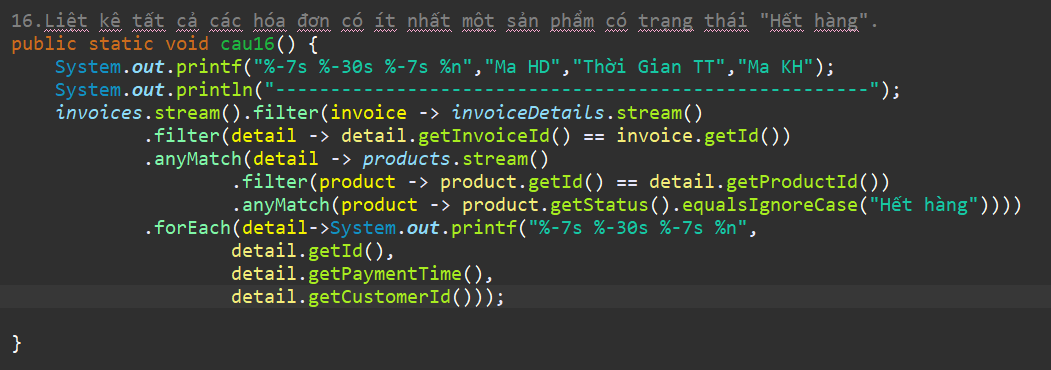 16.Liệt kê tất cả các hóa đơn có ít nhất một sản phẩm có trạng thái "Hết hàng".
public static void cau16() {
    System.out.printf("%-7s %-30s %-7s %n","Ma HD","Thời Gian TT","Ma KH");
    System.out.println("------------------------------------------------------");
    invoices.stream().filter(invoice -> invoiceDetails.stream()
            .filter(detail -> detail.getInvoiceId() == invoice.getId())
            .anyMatch(detail -> products.stream()
                    .filter(product -> product.getId() == detail.getProductId())
                    .anyMatch(product -> product.getStatus().equalsIgnoreCase("Hết hàng"))))
            .forEach(detail->System.out.printf("%-7s %-30s %-7s %n",
                    detail.getId(),
                    detail.getPaymentTime(),
                    detail.getCustomerId()));
}